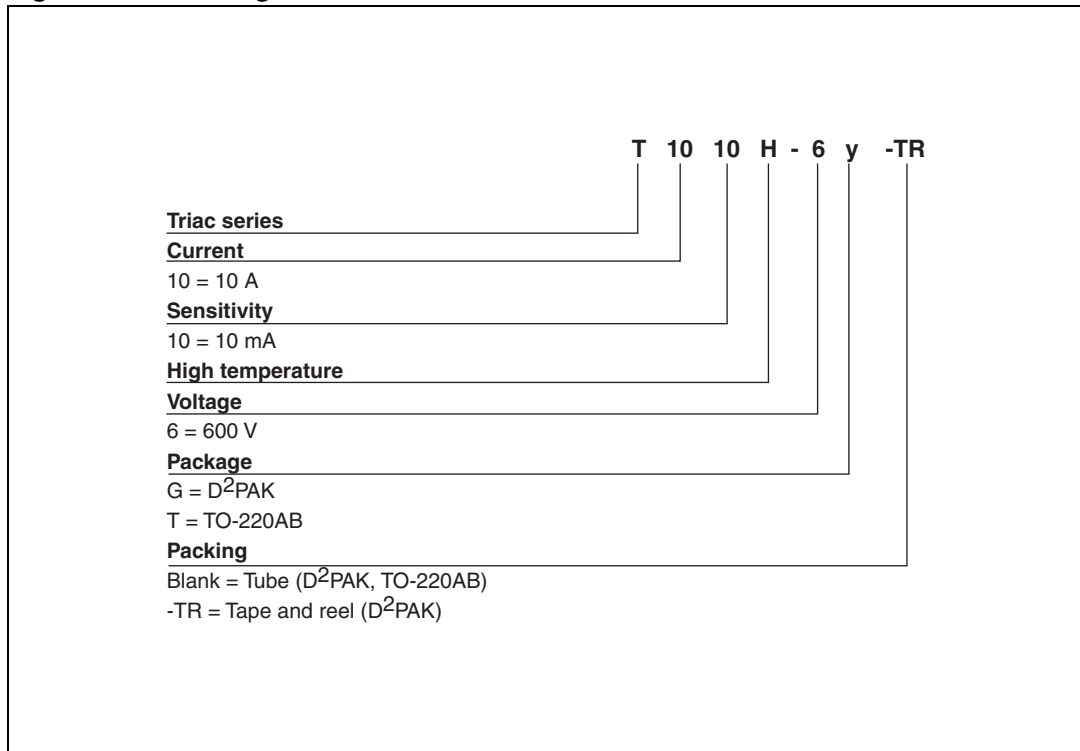 T 10 10 H - 6 y -TR
Triac series
Current
10 = 10 A
Sensitivity
10 = 10 mA
High temperature
Voltage
6 = 600 V
Package
G = D²PAK
T = TO-220AB
Packing
Blank = Tube (D²PAK, TO-220AB)
-TR = Tape and reel (D²PAK)